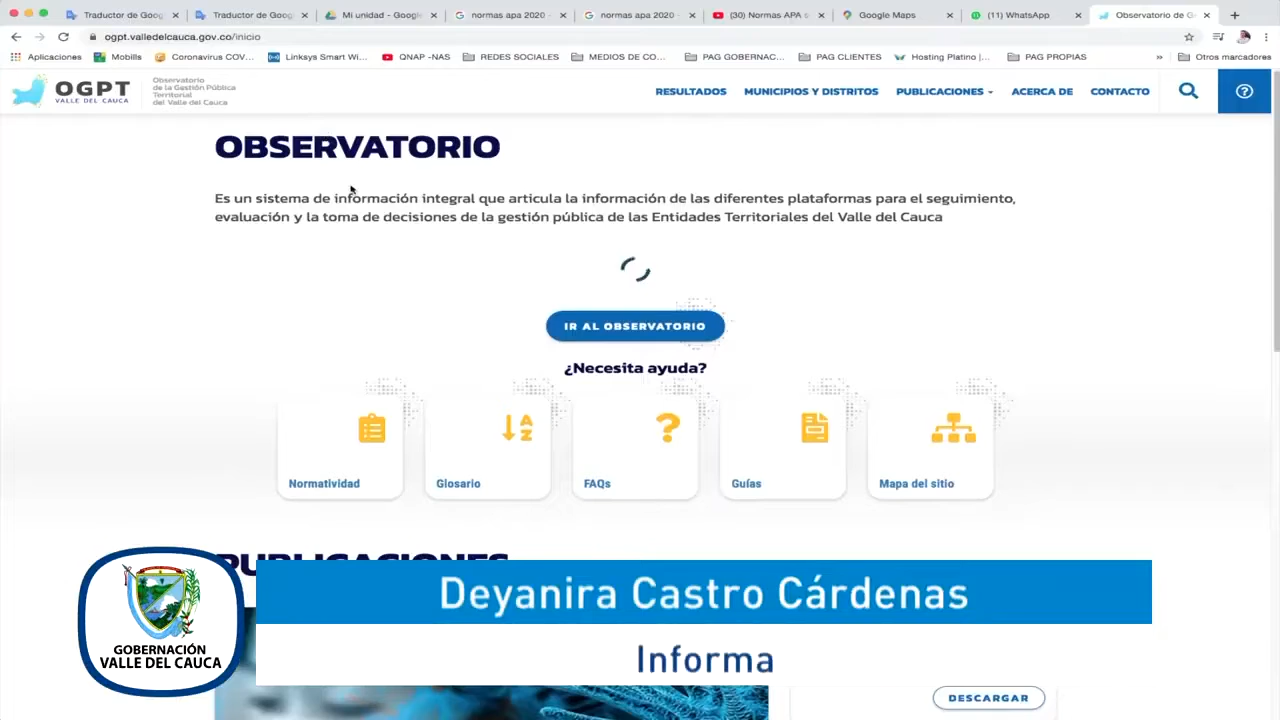 Traductor de Goog
Traductor de Goog
Mi unidad - Google
normas apa 2020 -
normas apa 2020 -
(30) Normas APA s
Google Maps
(11) WhatsApp
Observatorio de Ge
ogpt.valledelcauca.gov.co/inicio
Aplicaciones
Mobills
Coronavirus COV...
Linksys Smart Wi...
QNAP -NAS
REDES SOCIALES
MEDIOS DE CO...
PAG GOBERNAC...
PAG CLIENTES
Hosting Platino |...
PAG PROPIAS
»
Otros marcadores
OGPT
VALLE DEL CAUCA
Observatorio
de la Gestión Pública
Territorial
del Valle del Cauca
RESULTADOS
MUNICIPIOS Y DISTRITOS
PUBLICACIONES
ACERCA DE
CONTACTO
OBSERVATORIO
Es un sistema de información integral que articula la información de las diferentes plataformas para el seguimiento,
evaluación y la toma de decisiones de la gestión pública de las Entidades Territoriales del Valle del Cauca
IR AL OBSERVATORIO
¿Necesita ayuda?
Normatividad
Glosario
FAQs
Guías
Mapa del sitio
PUBLICACIONES
Deyanira Castro Cárdenas
Informa
GOBERNACIÓN
VALLE DEL CAUCA
DESCARGAR